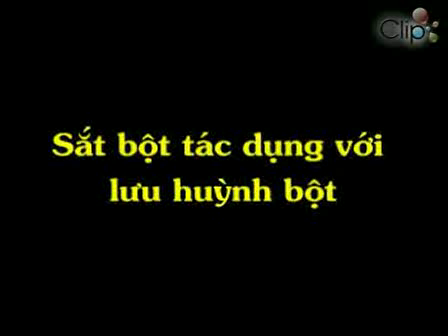 Clip
Sắt bột tác dụng với
lưu huỳnh bột